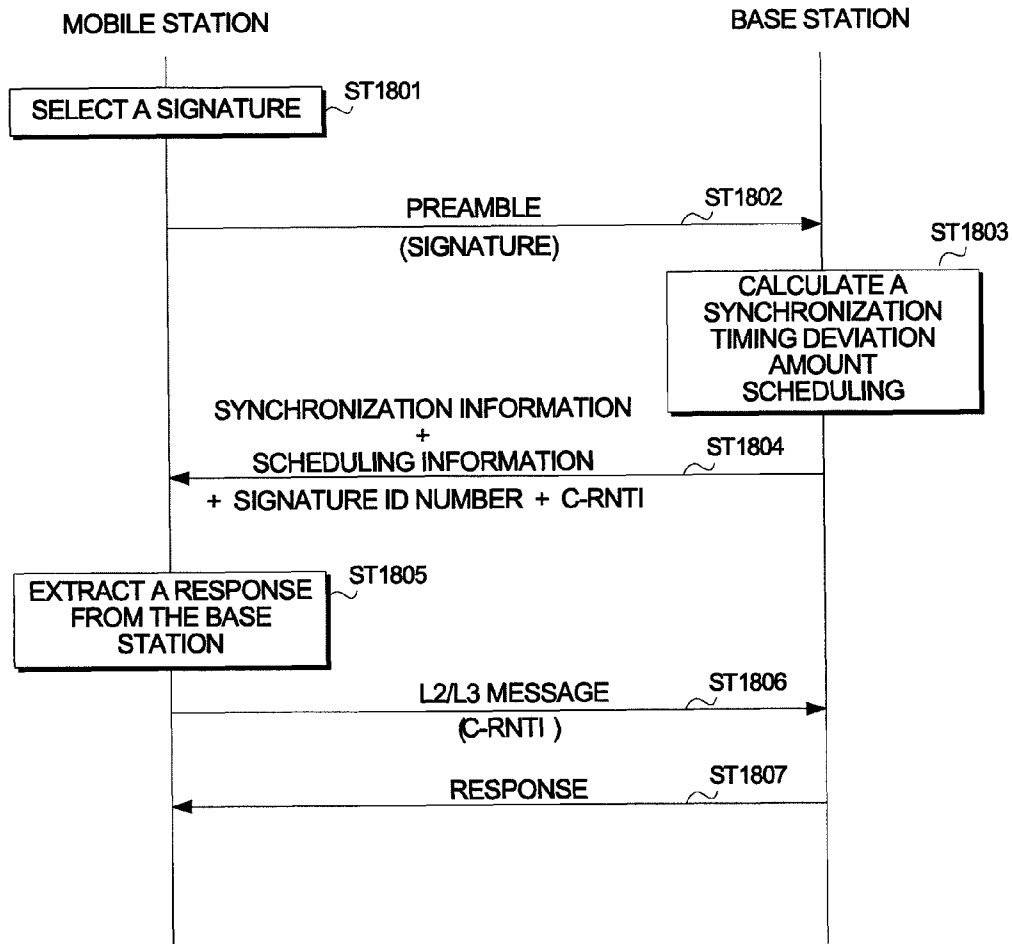 MOBILE STATION
BASE STATION
ST1801
SELECT A SIGNATURE
ST1802
PREAMBLE
(SIGNATURE)
ST1803
CALCULATE A
SYNCHRONIZATION
TIMING DEVIATION
AMOUNT
SCHEDULING
SYNCHRONIZATION INFORMATION
+
SCHEDULING INFORMATION
ST1804
+ SIGNATURE ID NUMBER + C-RNTI
ST1805
EXTRACT A RESPONSE
FROM THE BASE
STATION
L2/L3 MESSAGE
ST1806
(C-RNTI )
RESPONSE
ST1807